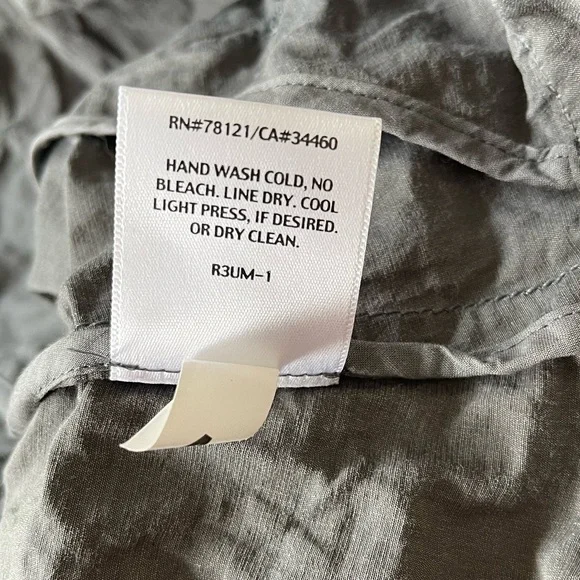 RN#78121/CA#34460
HAND WASH COLD, NO
BLEACH. LINE DRY. COOL
LIGHT PRESS, IF DESIRED.
OR DRY CLEAN.
R3UM-1